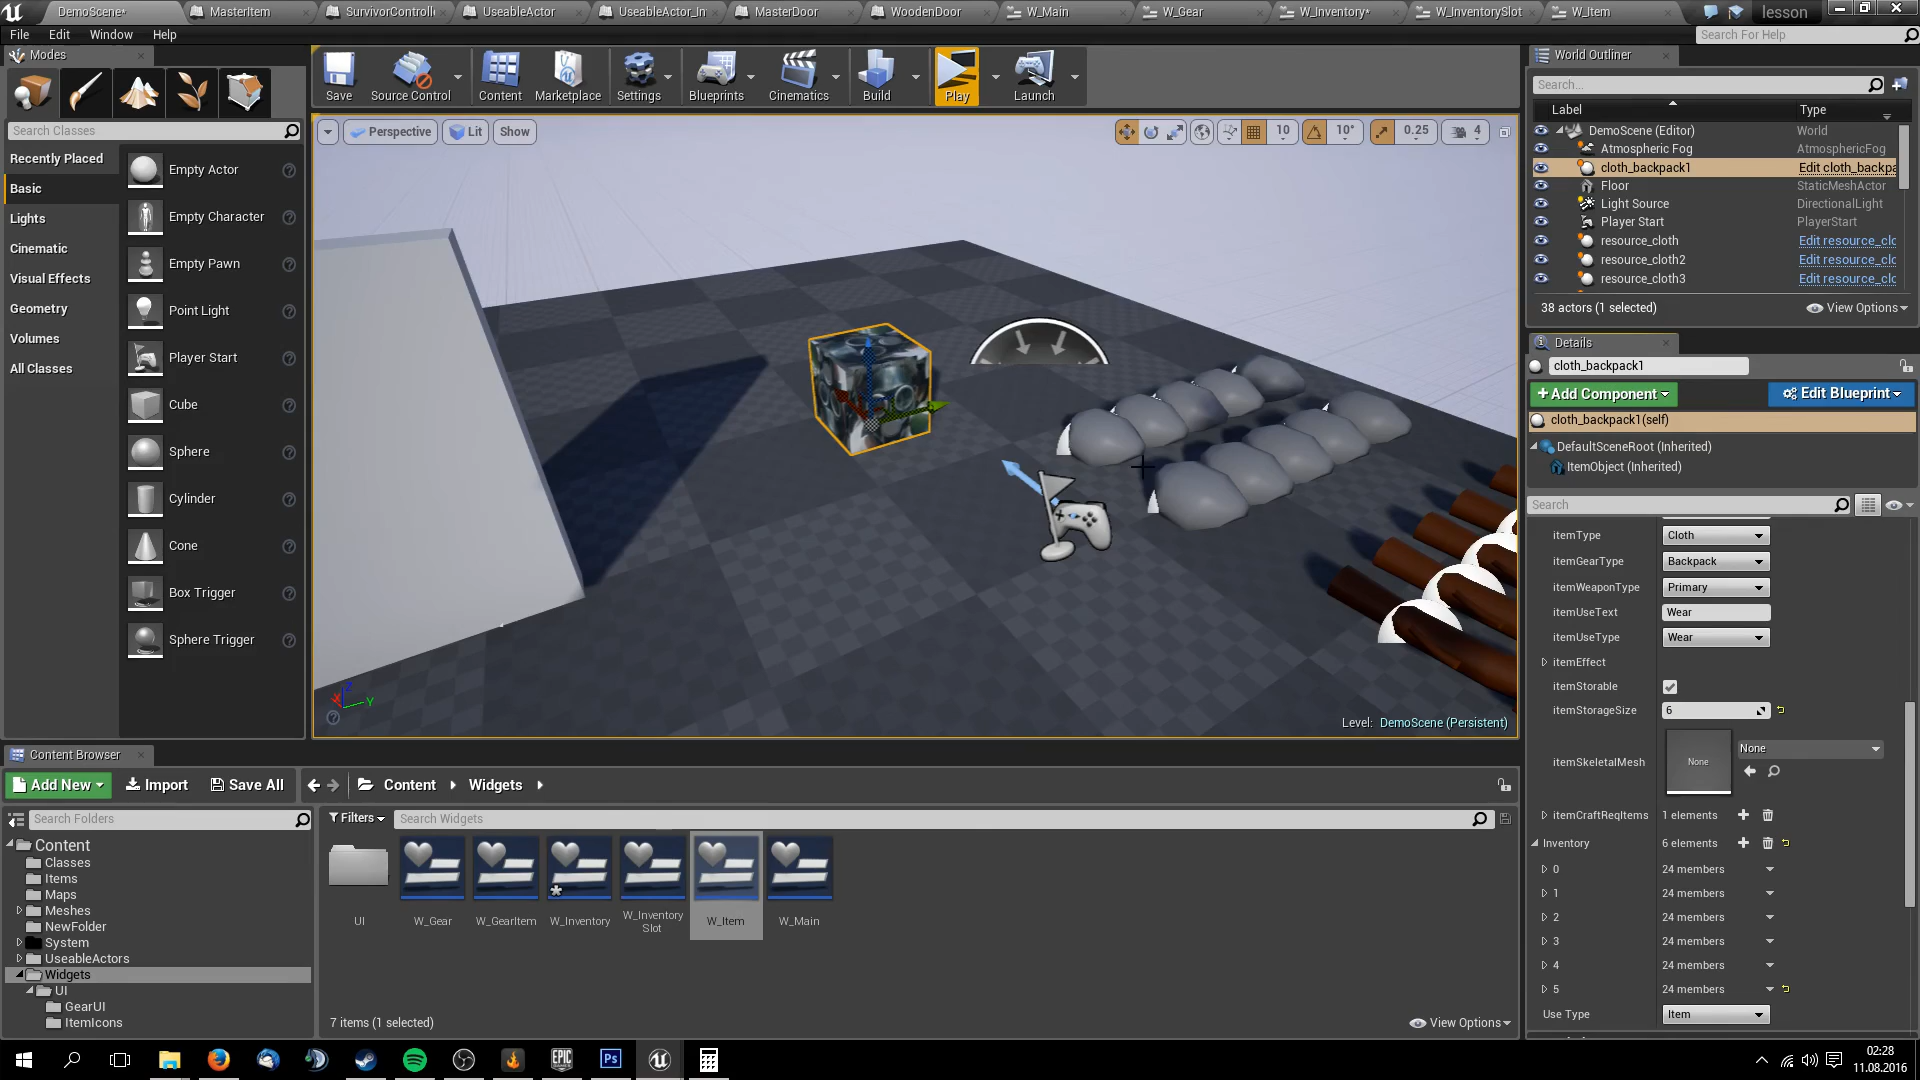 DemoScene*
MasterItem
SurvivorControll
UseableActor
UseableActor_In
MasterDoor
WoodenDoor
W_Main
W_Gear
W_Inventory*
W_InventorySlot
W_Item
lesson
File Edit Window Help
Search For Help
Modes
Search Classes
Recently Placed
Basic
Lights
Cinematic
Visual Effects
Geometry
Volumes
All Classes
Empty Actor
Empty Character
Empty Pawn
Point Light
Player Start
Cube
Sphere
Cylinder
Cone
Box Trigger
Sphere Trigger
Save
Source Control
Content
Marketplace
Settings
Blueprints
Cinematics
Build
Play
Launch
Perspective Lit Show
10 10° 0.25 4
Level: DemoScene (Persistent)
World Outliner
Search...
Label Type
DemoScene (Editor) World
Atmospheric Fog AtmosphericFog
cloth_backpack1 Edit cloth_backpa
Floor StaticMeshActor
Light Source DirectionalLight
Player Start PlayerStart
resource_cloth Edit resource_clo
resource_cloth2 Edit resource_clo
resource_cloth3 Edit resource_clo
38 actors (1 selected) View Options
Details
cloth_backpack1
+Add Component Edit Blueprint
cloth_backpack1(self)
DefaultSceneRoot (Inherited)
ItemObject (Inherited)
Search
itemType Cloth
itemGearType Backpack
itemWeaponType Primary
itemUseText Wear
itemUseType Wear
itemEffect
itemStorable
itemStorageSize 6
itemSkeletalMesh None None
itemCraftReqItems 1 elements
Inventory 6 elements
0 24 members
1 24 members
2 24 members
3 24 members
4 24 members
5 24 members
Use Type Item
Content Browser
Add New Import Save All Content Widgets
Search Folders
Filters Search Widgets
Content
Classes
Items
Maps
Meshes
NewFolder
System
UseableActors
Widgets
UI
GearUI
ItemIcons
UI
W_Gear
W_GearItem
W_Inventory
W_Inventory
Slot
W_Item
W_Main
7 items (1 selected) View Options
EPIC
GAMES
Ps
02:28
11.08.2016